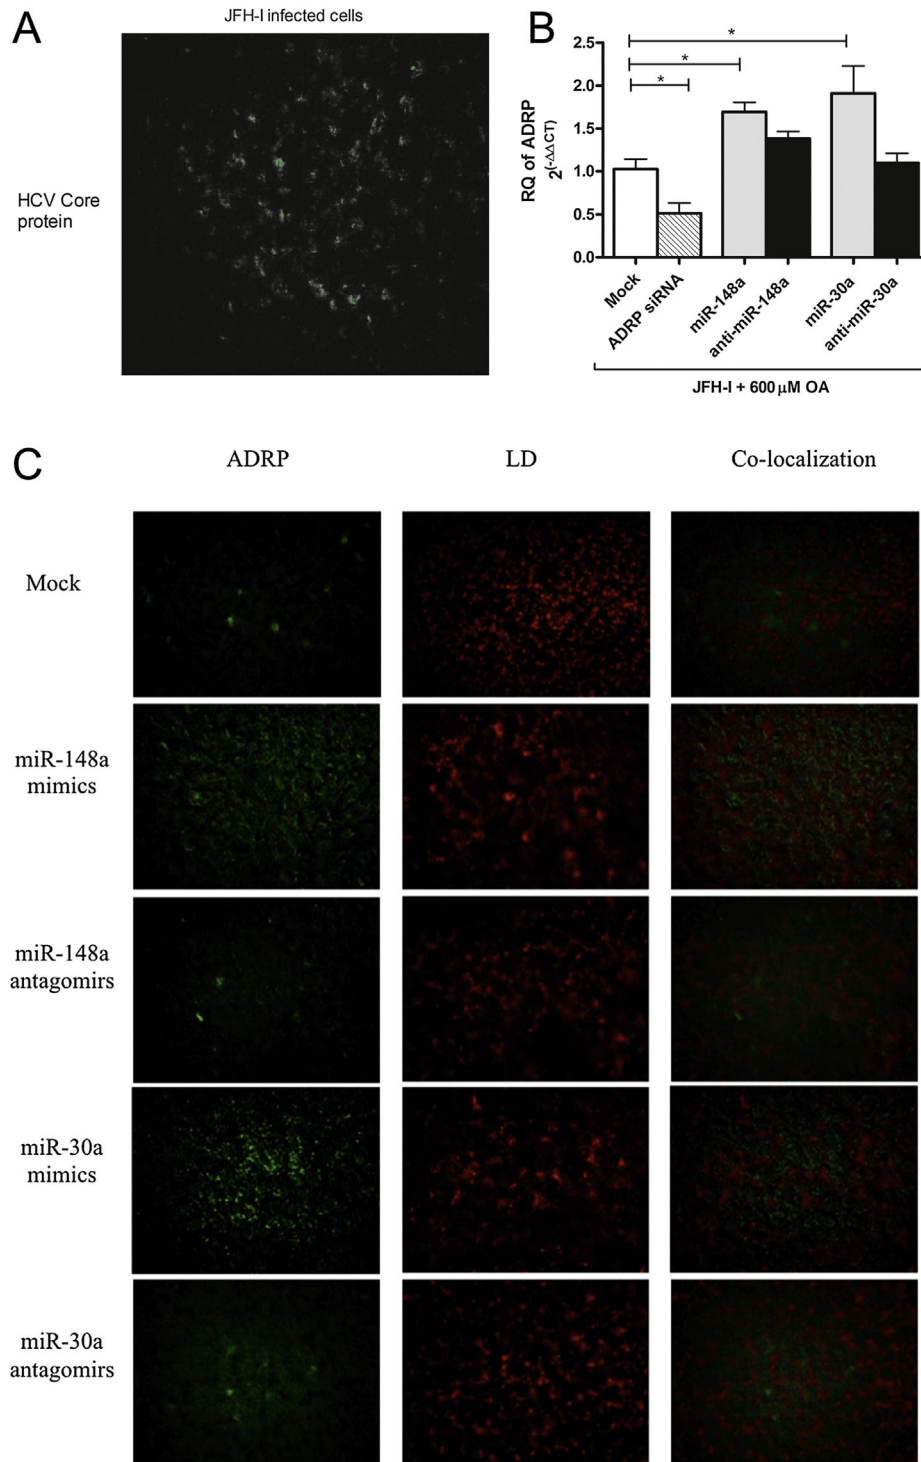 A
JFH-I infected cells
HCV Core
protein
B
*
*
*
RQ of ADRP
2(-ΔΔCT)
2.5
2.0
1.5
1.0
0.5
0.0
Mock
ADRP siRNA
miR-148a
anti-miR-148a
miR-30a
anti-miR-30a
JFH-I + 600 μM OA
C
ADRP
LD
Co-localization
Mock
miR-148a
mimics
miR-148a
antagomirs
miR-30a
mimics
miR-30a
antagomirs